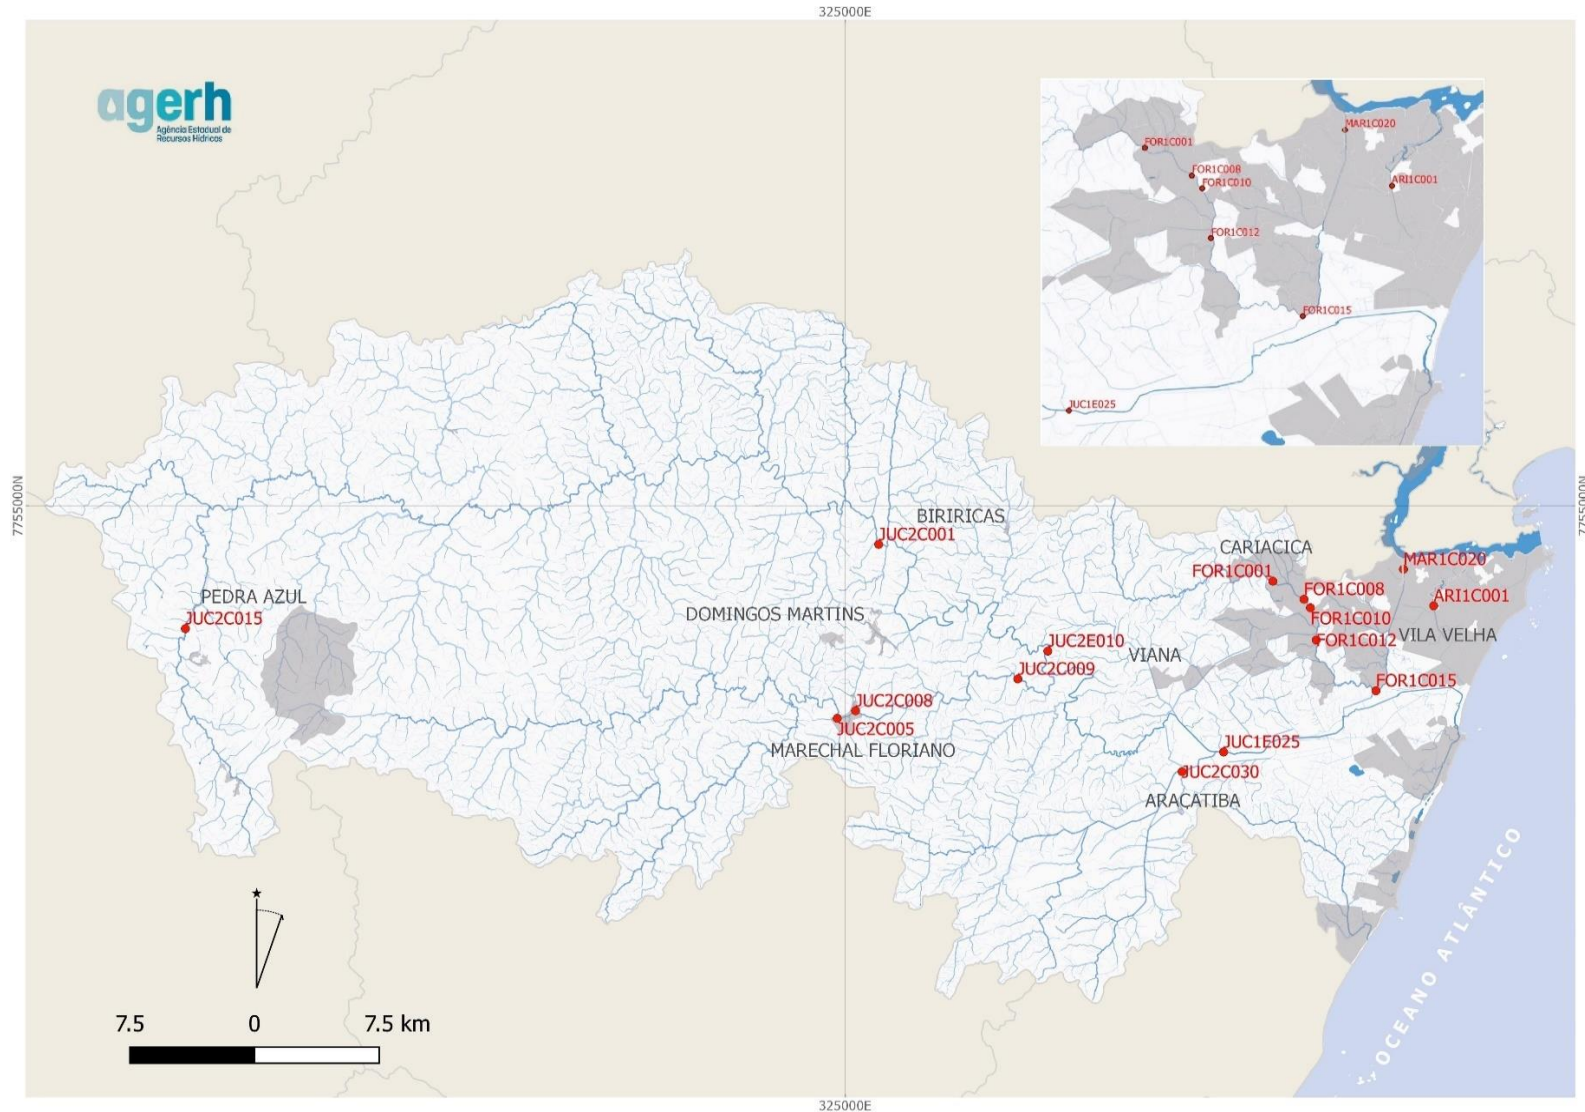 325000E
agerh
Agência Estadual de
Recursos Hídricos
MAR1C020
FOR1C001
FOR1C008
FOR1C010
ARI1C001
FOR1C012
FOR1C015
JUC1E025
7755000N
7755000N
BIRIRICAS
JUC2C001
CARIACICA
MAR1C020
FOR1C001
FOR1C008
ARI1C001
PEDRA AZUL
JUC2C015
DOMINGOS MARTINS
FOR1C010
FOR1C012
VILA VELHA
JUC2E010
VIANA
JUC2C009
FOR1C015
JUC2C008
JUC2C005
MARECHAL FLORIANO
JUC1E025
JUC2C030
ARAÇATIBA
OCEANO ATLÂNTICO
7.5 0 7.5 km
325000E